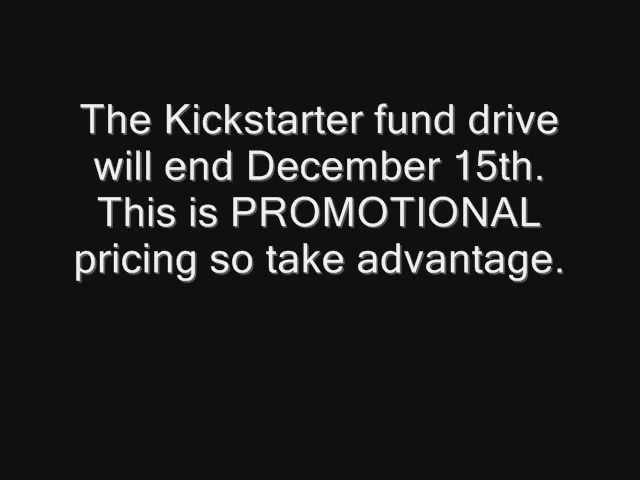 The Kickstarter fund drive
will end December 15th.
This is PROMOTIONAL
pricing so take advantage.